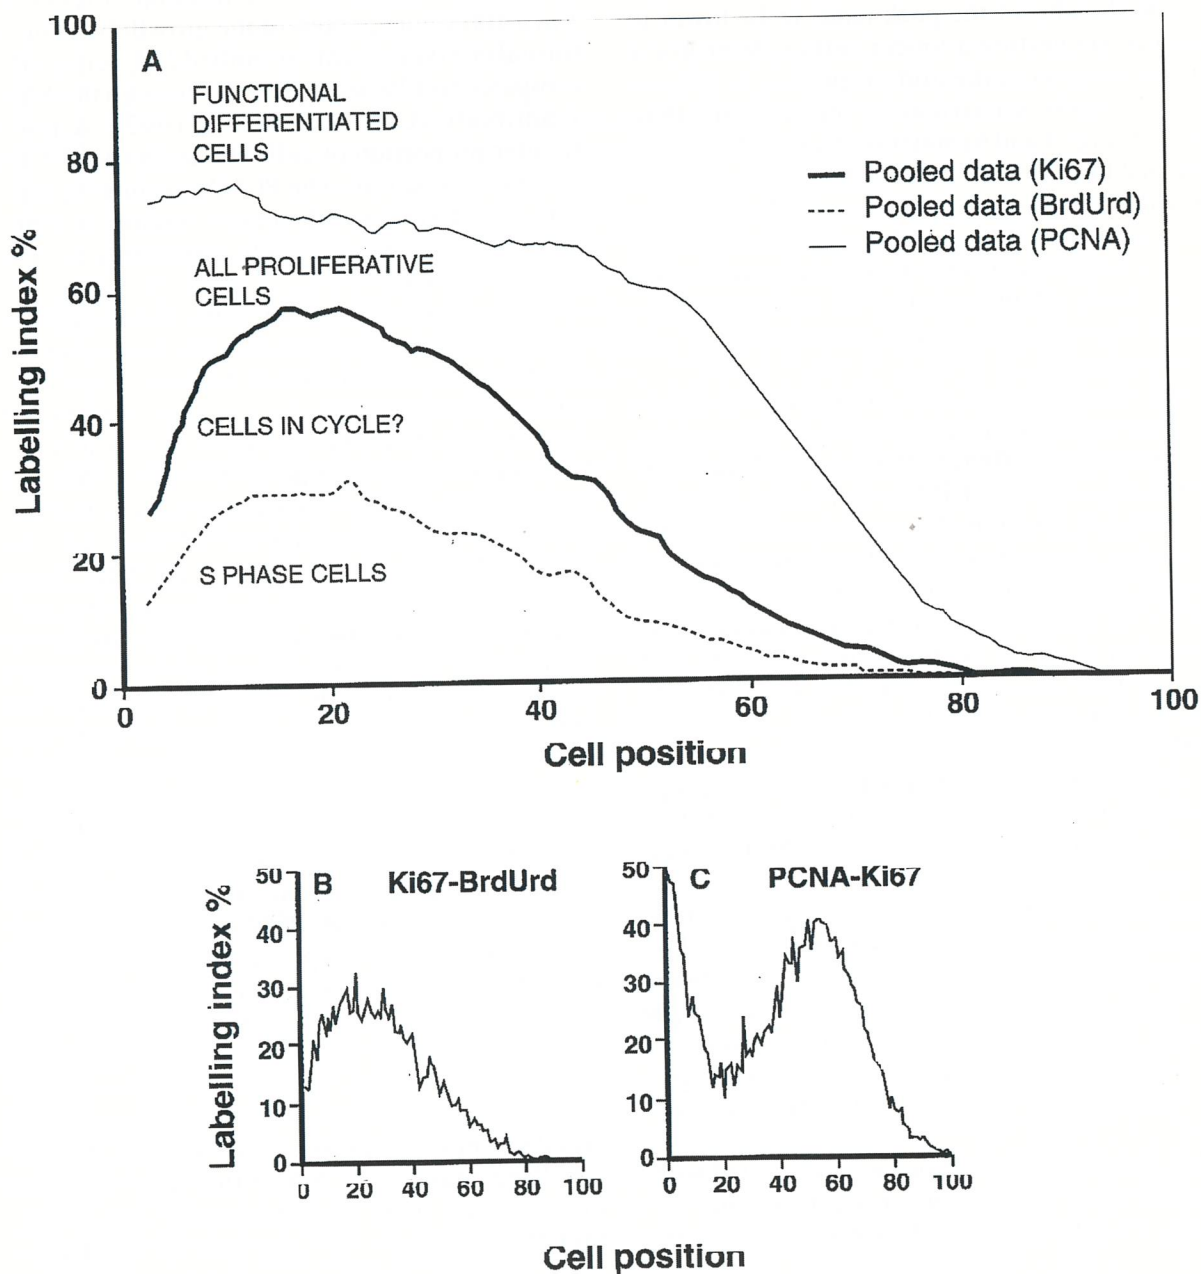 100
A
FUNCTIONAL
DIFFERENTIATED
CELLS
80
Pooled data (Ki67)
Pooled data (BrdUrd)
Pooled data (PCNA)
ALL PROLIFERATIVE
CELLS
60
Labelling index %
40
CELLS IN CYCLE?
20
S PHASE CELLS
0
0 20 40 60 80 100
Cell position
50
B Ki67-BrdUrd
40
30
20
10
0
Labelling index %
0 20 40 60 80 100
50
C PCNA-Ki67
40
30
20
10
0
0 20 40 60 80 100
Cell position